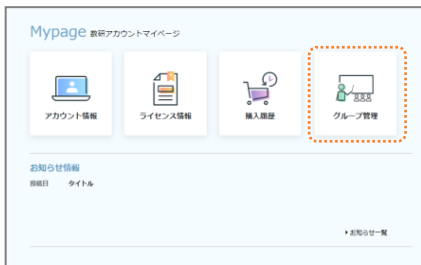 Mypage 数研アカウントマイページ
アカウント情報
ライセンス情報
購入履歴
グループ管理
お知らせ情報
投稿日 タイトル
お知らせ一覧